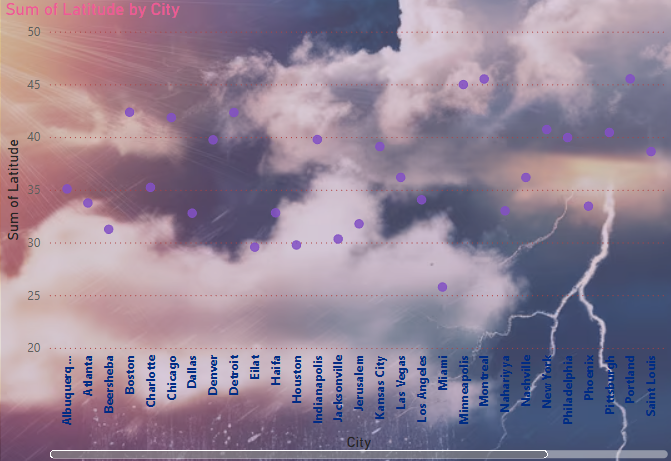 Sum of Latitude by City
Sum of Latitude
50
45
40
35
30
25
20
Albuquerq...
Atlanta
Beersheba
Boston
Charlotte
Chicago
Dallas
Denver
Detroit
Eilat
Haifa
Houston
Indianapolis
Jacksonville
Jerusalem
Kansas City
Las Vegas
Los Angeles
Miami
Minneapolis
Montreal
Nahariyya
Nashville
New York
Philadelphia
Phoenix
Pittsburgh
Portland
Saint Louis
City